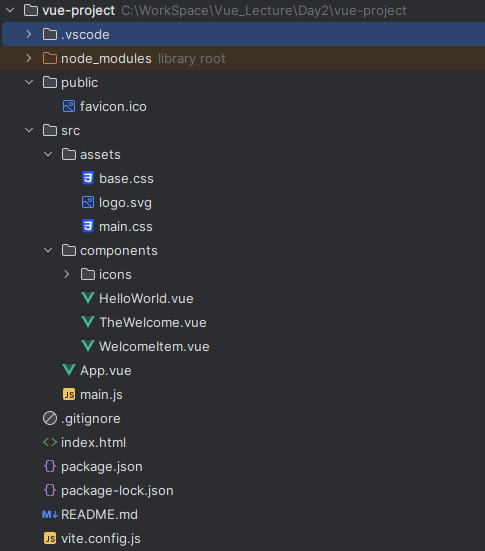 vue-project C:\WorkSpace\Vue_Lecture\Day2\vue-project
.vscode
node_modules library root
public
favicon.ico
src
assets
base.css
logo.svg
main.css
components
icons
HelloWorld.vue
TheWelcome.vue
WelcomeItem.vue
App.vue
JS main.js
.gitignore
index.html
package.json
package-lock.json
M↓ README.md
JS vite.config.js